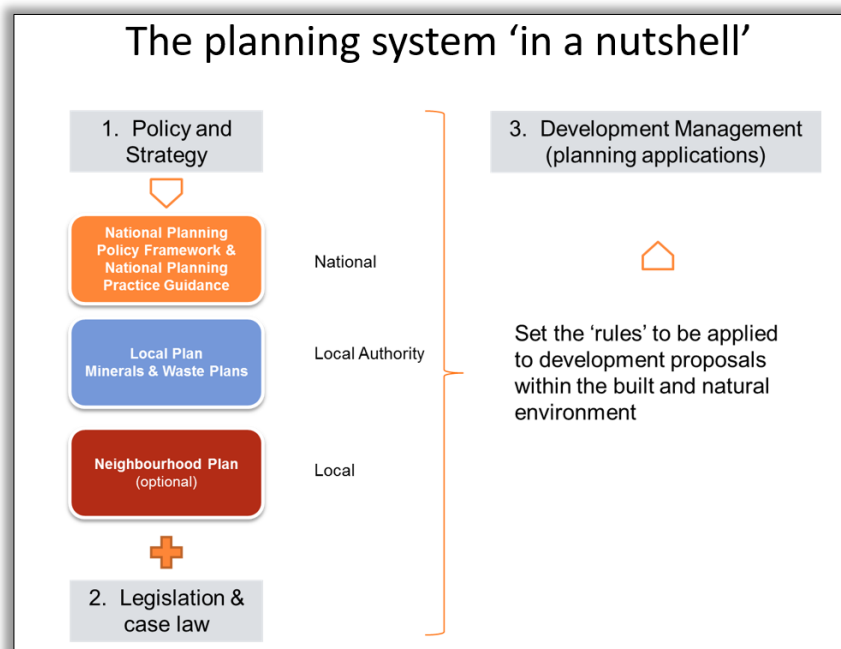 The planning system ‘in a nutshell’
1. Policy and
Strategy
National Planning
Policy Framework &
National Planning
Practice Guidance
National
Local Plan
Minerals & Waste Plans
Local Authority
Neighbourhood Plan
(optional)
Local
2. Legislation &
case law
3. Development Management
(planning applications)
Set the ‘rules’ to be applied
to development proposals
within the built and natural
environment